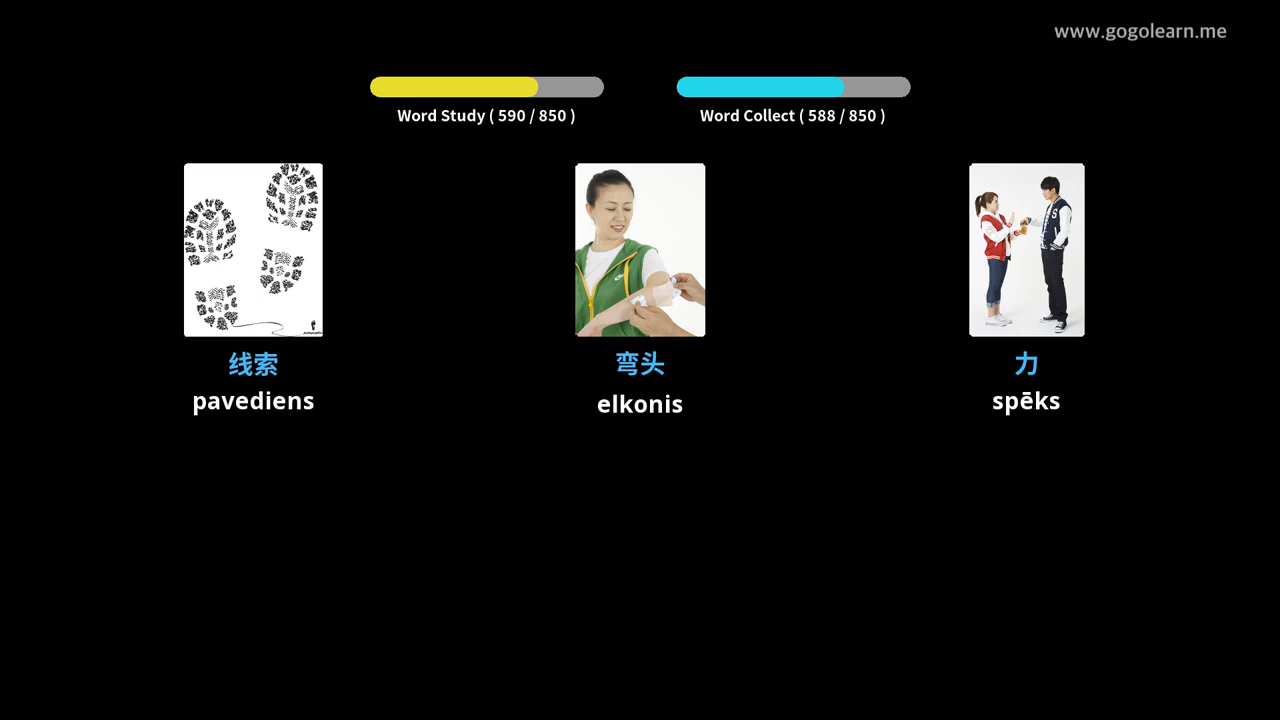 www.gogolearn.me
Word Study ( 590 / 850 )
Word Collect ( 588 / 850 )
线索
弯头
力
pavediens
elkonis
spēks